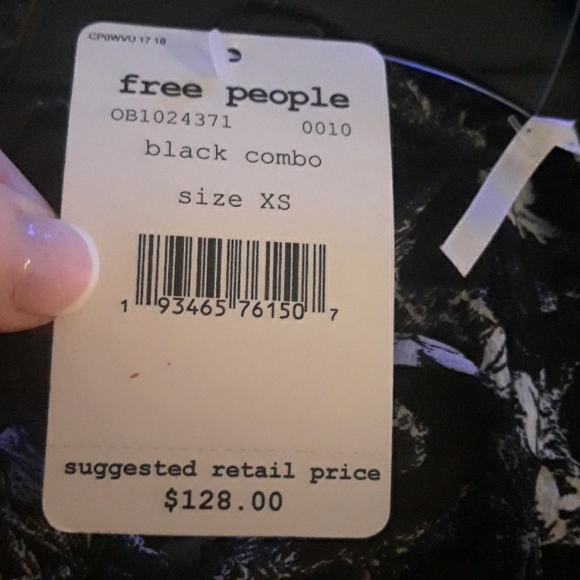 CP0WVU 17 18
free people
OB1024371 0010
black combo
size XS
1 93465 76150 7
suggested retail price
$128.00